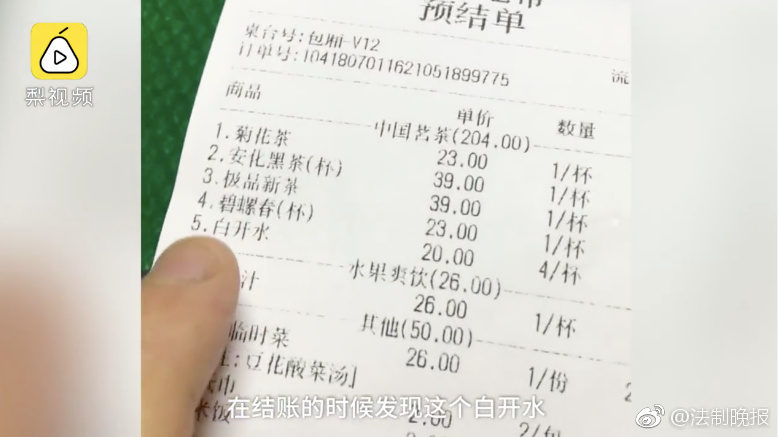 预结单
桌台号:包厢-V12
订单号:1041807011621051899775 流
商品 单价 数量
中国茗茶(204.00)
1.菊花茶 23.00 1/杯
2.安化黑茶(杯) 39.00 1/杯
3.极品新茶 39.00 1/杯
4.碧螺春(杯) 23.00 1/杯
5.白开水 20.00 4/杯
水果爽饮(26.00)
汁 26.00 1/杯
其他(50.00)
临时菜 26.00 1/份 2
豆花酸菜汤]
巾 2.00
米饭 2/份
梨视频
在结账的时候发现这个白开水
@法制晚报